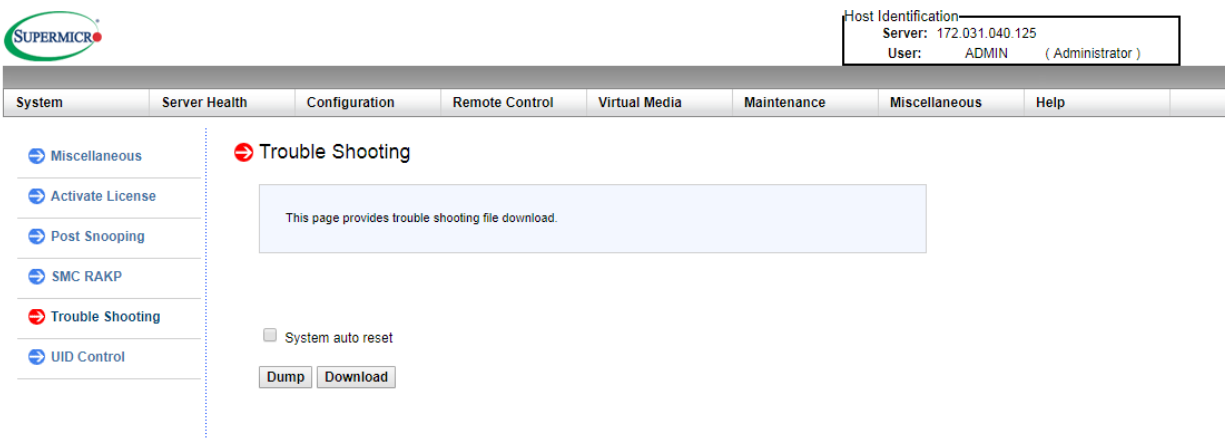 SUPERMICR
Host Identification
Server: 172.031.040.125
User: ADMIN ( Administrator )
System Server Health Configuration Remote Control Virtual Media Maintenance Miscellaneous Help
Miscellaneous
Activate License
Post Snooping
SMC RAKP
Trouble Shooting
UID Control
Trouble Shooting
This page provides trouble shooting file download.
System auto reset
Dump Download